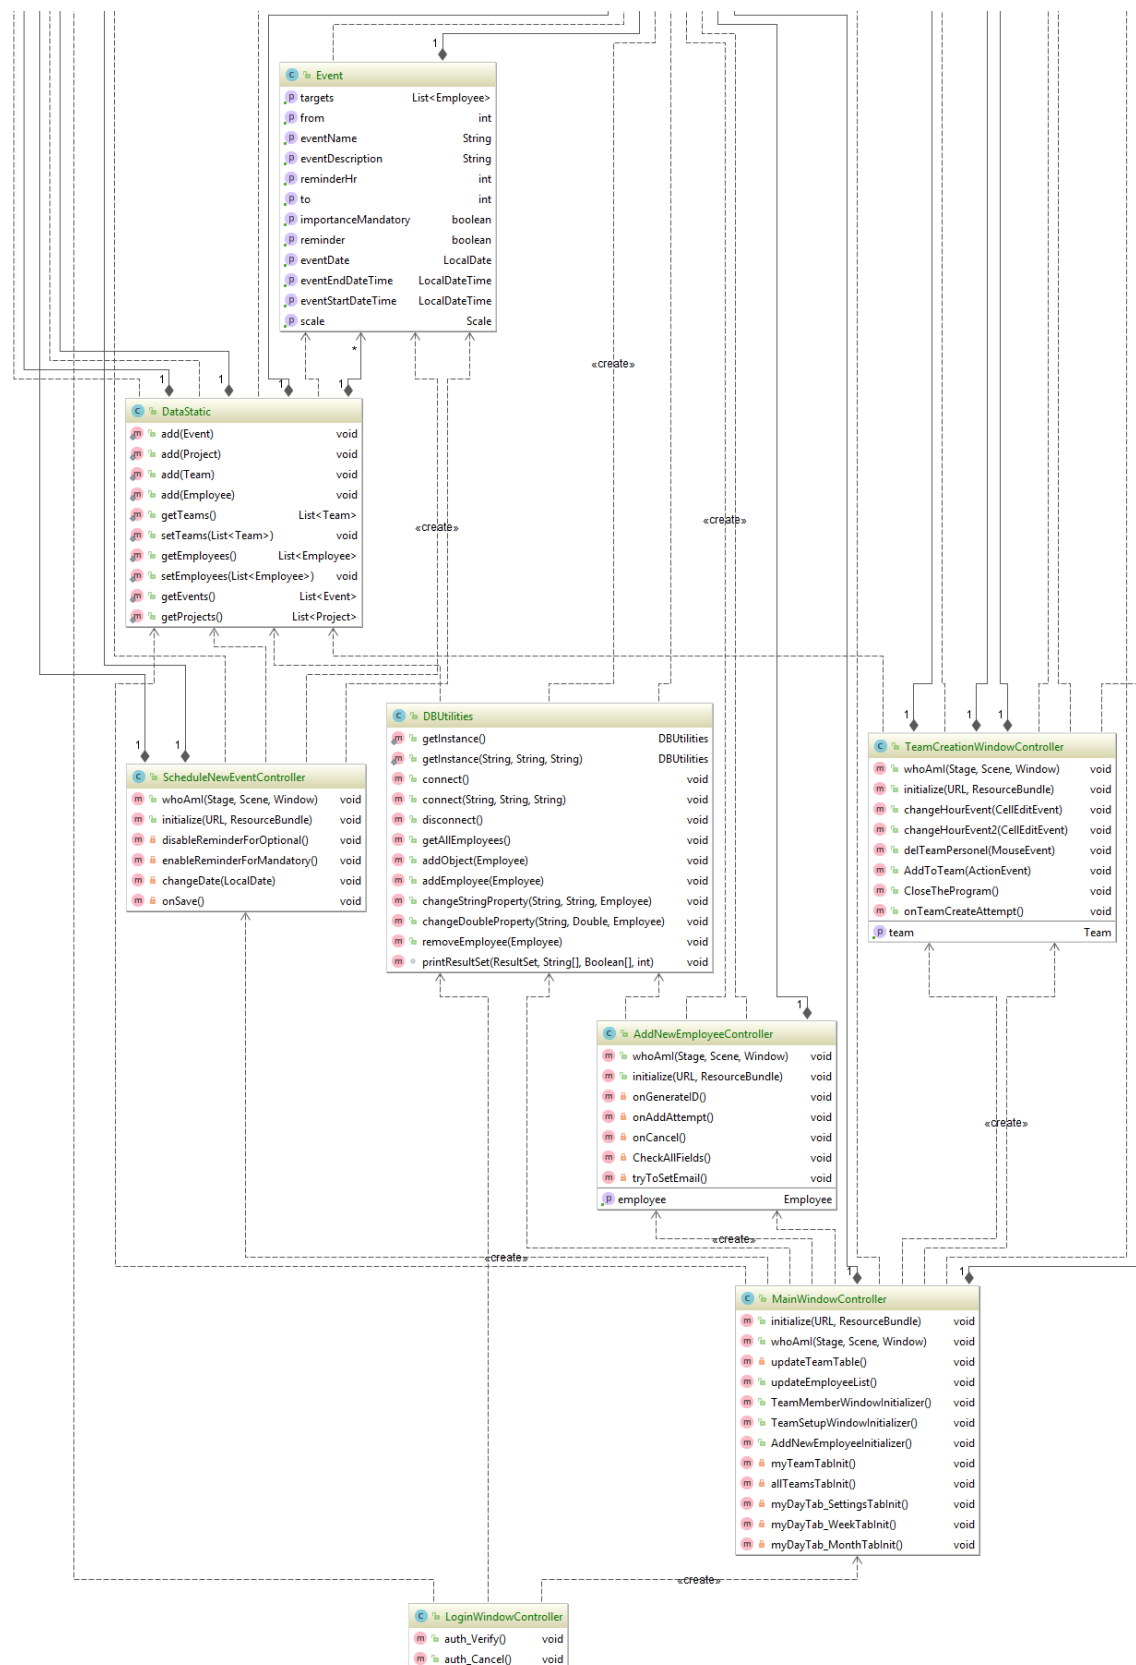 1
Event
targets List<Employee>
from int
eventName String
eventDescription String
reminderHr int
to int
importanceMandatory boolean
reminder boolean
eventDate LocalDate
eventEndDateTime LocalDateTime
eventStartDateTime LocalDateTime
scale Scale
*
«create»
1 1 1 1
DataStatic
add(Event) void
add(Project) void
add(Team) void
add(Employee) void
getTeams() List<Team>
setTeams(List<Team>) void
getEmployees() List<Employee>
setEmployees(List<Employee>) void
getEvents() List<Event>
getProjects() List<Project>
«create»
«create»
1 1
ScheduleNewEventController
whoAmI(Stage, Scene, Window) void
initialize(URL, ResourceBundle) void
disableReminderForOptional() void
enableReminderForMandatory() void
changeDate(LocalDate) void
onSave() void
DBUtilities
getInstance() DBUtilities
getInstance(String, String, String) DBUtilities
connect() void
connect(String, String, String) void
disconnect() void
getAllEmployees() void
addObject(Employee) void
addEmployee(Employee) void
changeStringProperty(String, String, Employee) void
changeDoubleProperty(String, Double, Employee) void
removeEmployee(Employee) void
printResultSet(ResultSet, String[], Boolean[], int) void
1 1 1
TeamCreationWindowController
whoAmI(Stage, Scene, Window) void
initialize(URL, ResourceBundle) void
changeHourEvent(CellEditEvent) void
changeHourEvent2(CellEditEvent) void
delTeamPersonel(MouseEvent) void
AddToTeam(ActionEvent) void
CloseTheProgram() void
onTeamCreateAttempt() void
team Team
1
AddNewEmployeeController
whoAmI(Stage, Scene, Window) void
initialize(URL, ResourceBundle) void
onGenerateID() void
onAddAttempt() void
onCancel() void
CheckAllFields() void
tryToSetEmail() void
employee Employee
«create»
«create»
«create»
1 1
MainWindowController
initialize(URL, ResourceBundle) void
whoAmI(Stage, Scene, Window) void
updateTeamTable() void
updateEmployeeList() void
TeamMemberWindowInitializer() void
TeamSetupWindowInitializer() void
AddNewEmployeeInitializer() void
myTeamTabInit() void
allTeamsTabInit() void
myDayTab_SettingsTabInit() void
myDayTab_WeekTabInit() void
myDayTab_MonthTabInit() void
«create»
LoginWindowController
auth_Verify() void
auth_Cancel() void